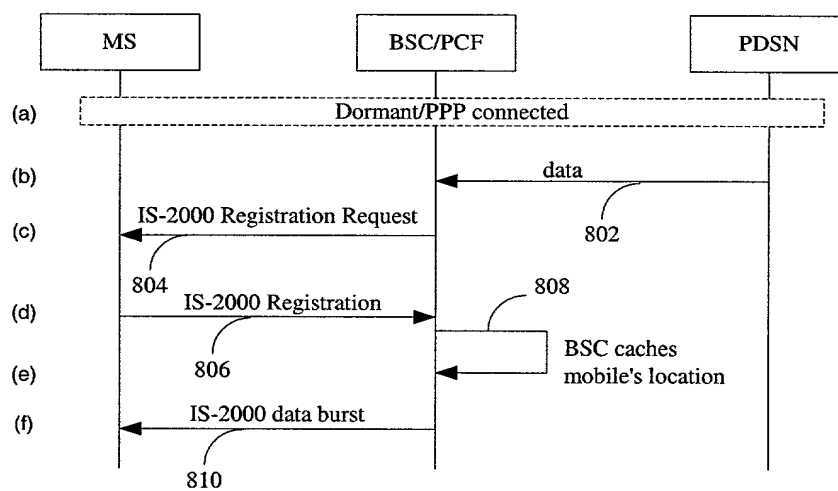 MS
BSC/PCF
PDSN
(a)
Dormant/PPP connected
(b)
data
802
(c)
IS-2000 Registration Request
804
(d)
IS-2000 Registration
806
808
(e)
BSC caches
mobile's location
(f)
IS-2000 data burst
810